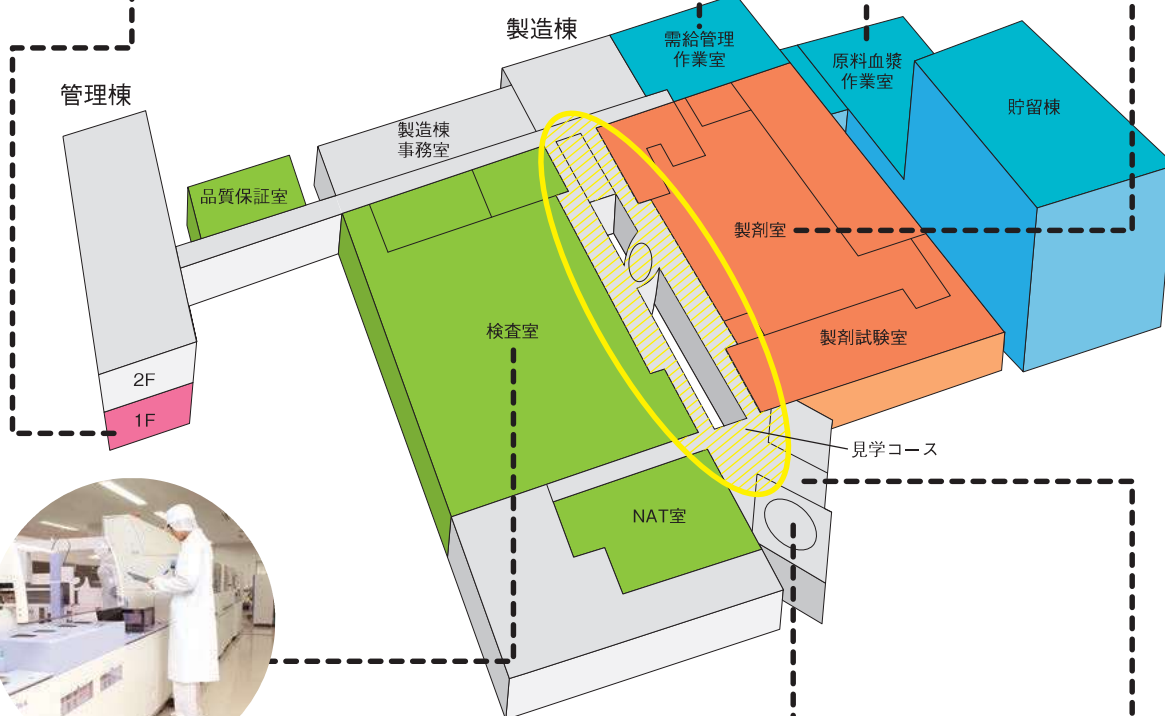 製造棟
需給管理
作業室
原料血漿
作業室
貯留棟
管理棟
製造棟
事務室
品質保証室
製剤室
検査室
製剤試験室
2F
1F
見学コース
NAT室